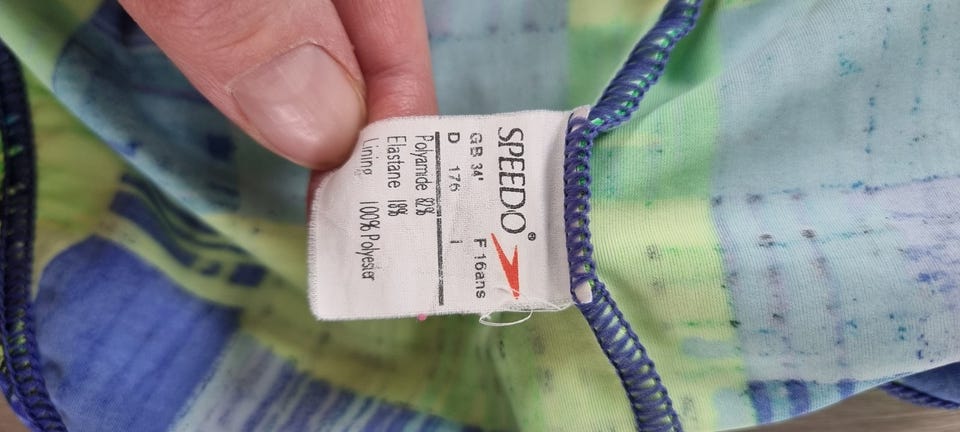 SPEEDO®
GB 34' F 16ans
D 176 i
Polyamide 82%
Elastane 18%
Lining 100% Polyester